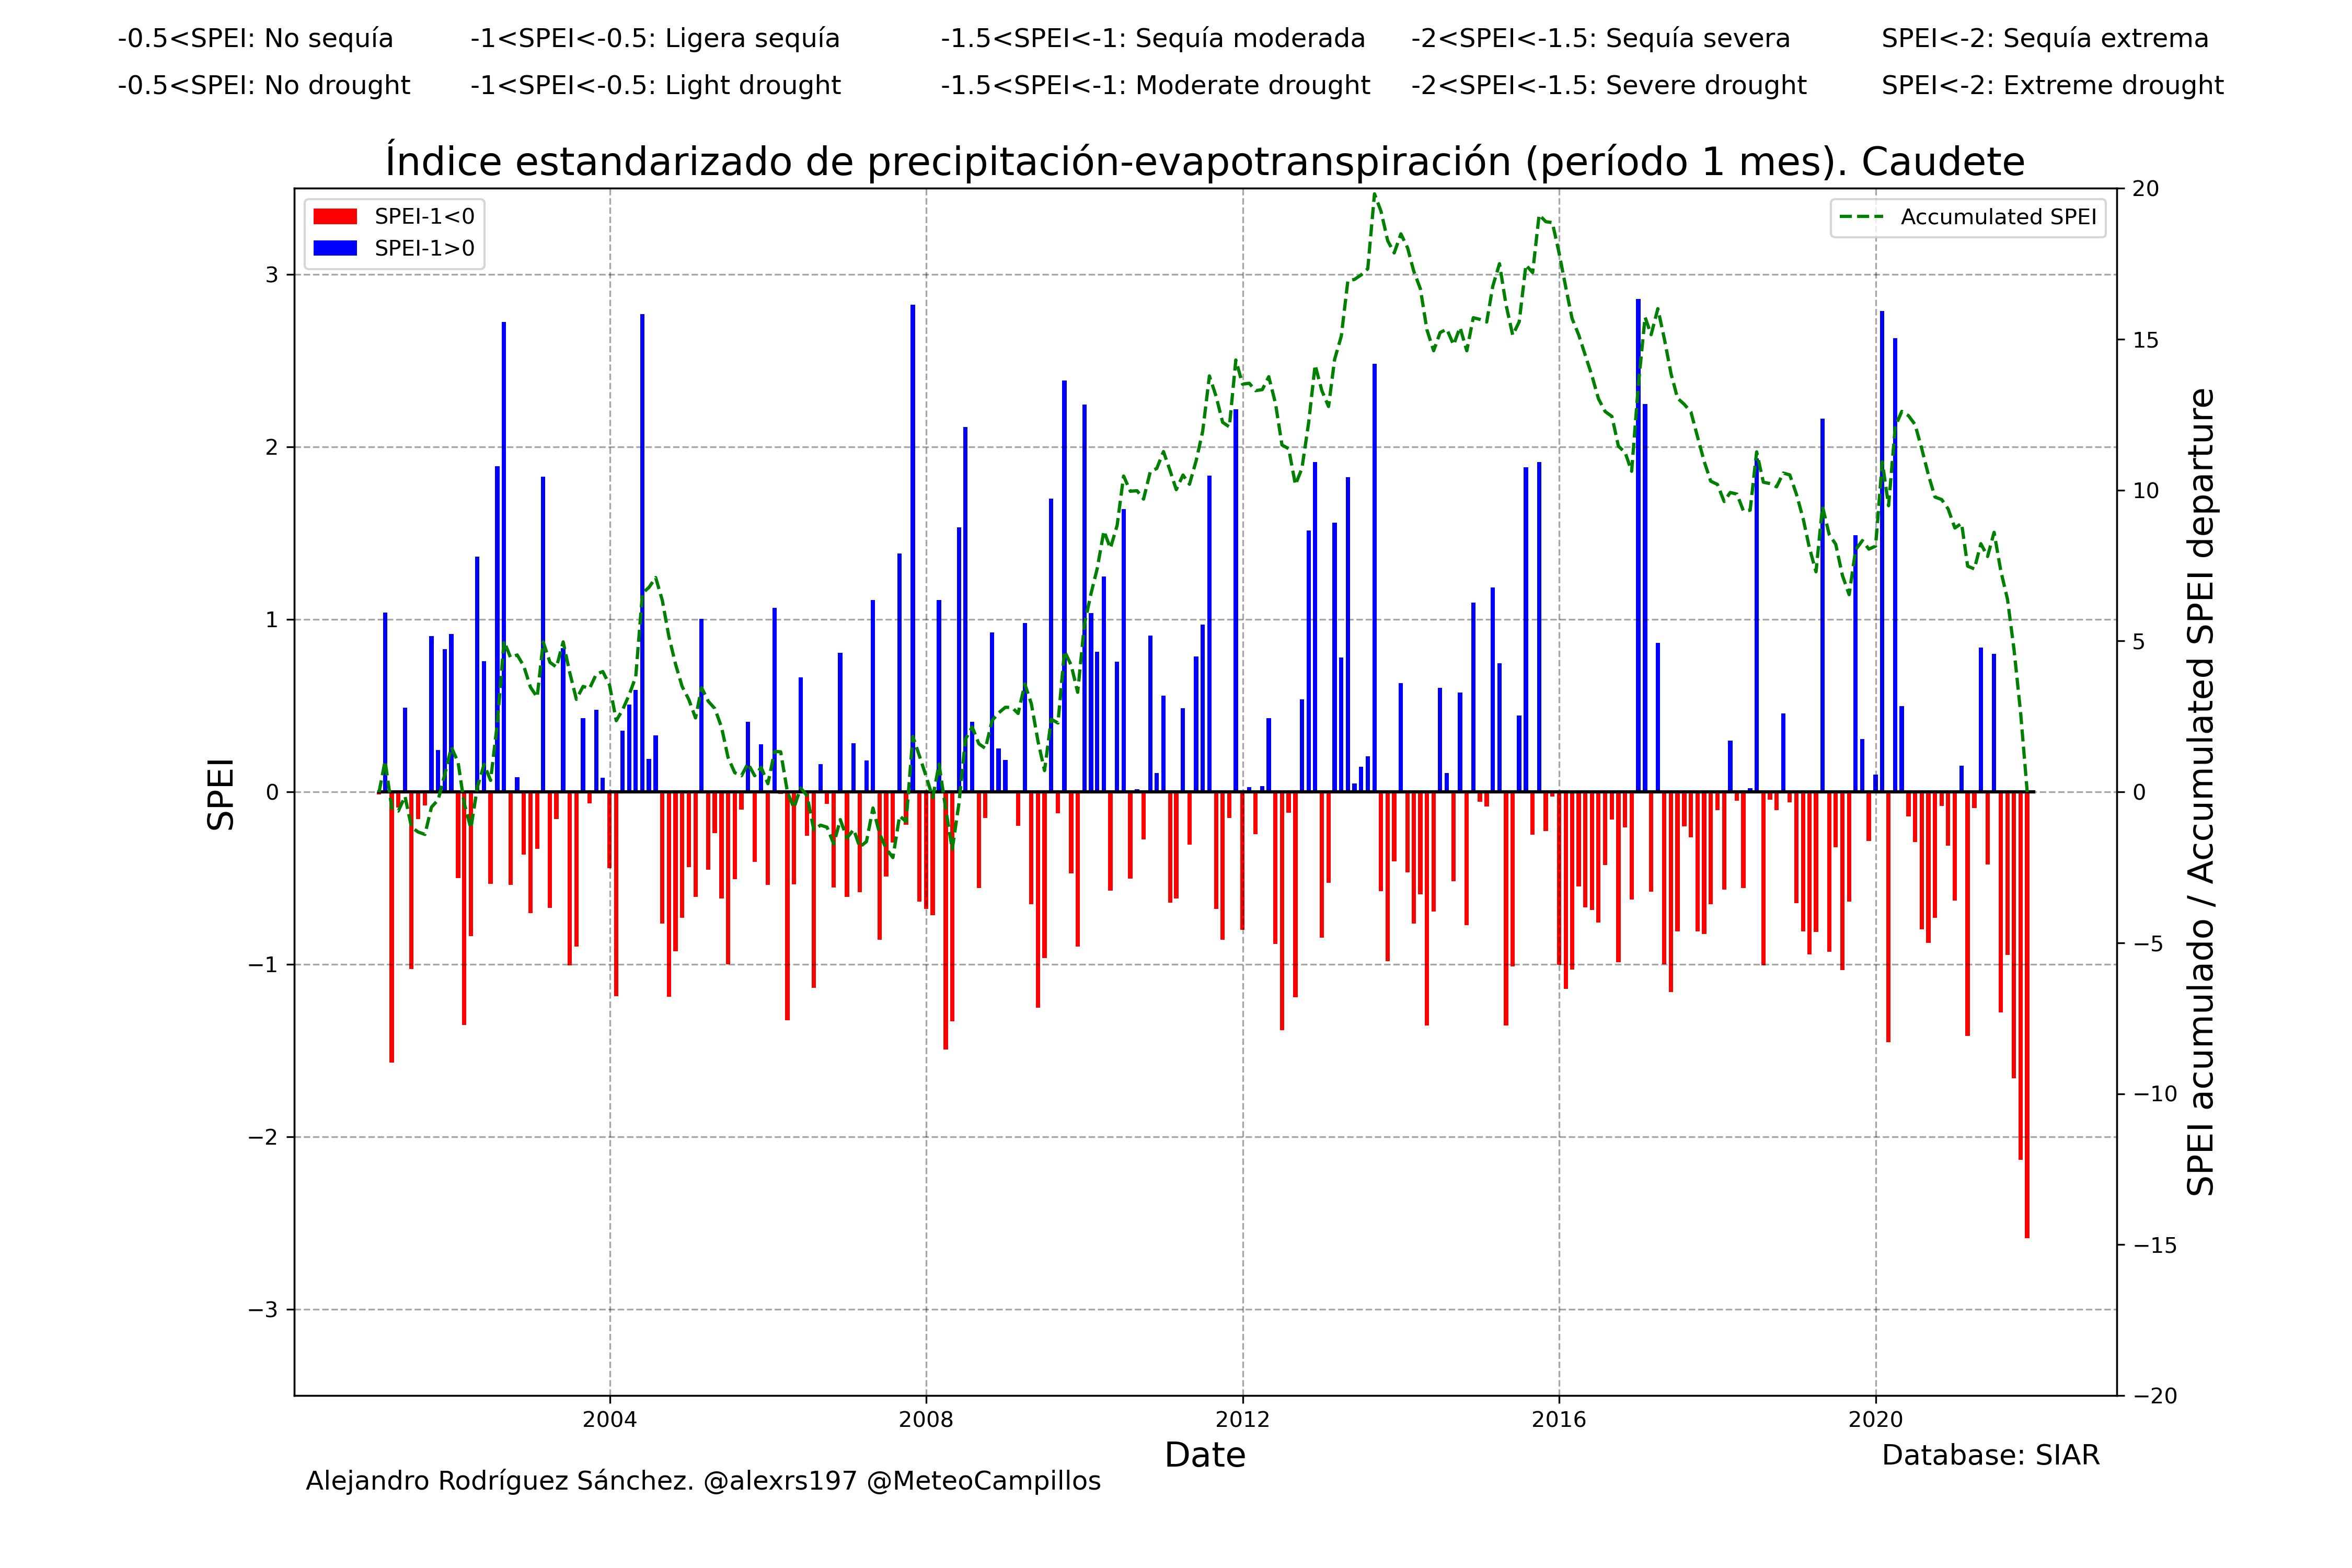 -0.5<SPEI: No sequía -1<SPEI<-0.5: Ligera sequía -1.5<SPEI<-1: Sequía moderada -2<SPEI<-1.5: Sequía severa SPEI<-2: Sequía extrema
-0.5<SPEI: No drought -1<SPEI<-0.5: Light drought -1.5<SPEI<-1: Moderate drought -2<SPEI<-1.5: Severe drought SPEI<-2: Extreme drought
Índice estandarizado de precipitación-evapotranspiración (período 1 mes). Caudete
SPEI-1<0
SPEI-1>0
Accumulated SPEI
SPEI
3
2
1
0
−1
−2
−3
20
15
10
5
0
−5
−10
−15
−20
SPEI acumulado / Accumulated SPEI departure
2004 2008 2012 2016 2020
Date
Database: SIAR
Alejandro Rodríguez Sánchez. @alexrs197 @MeteoCampillos